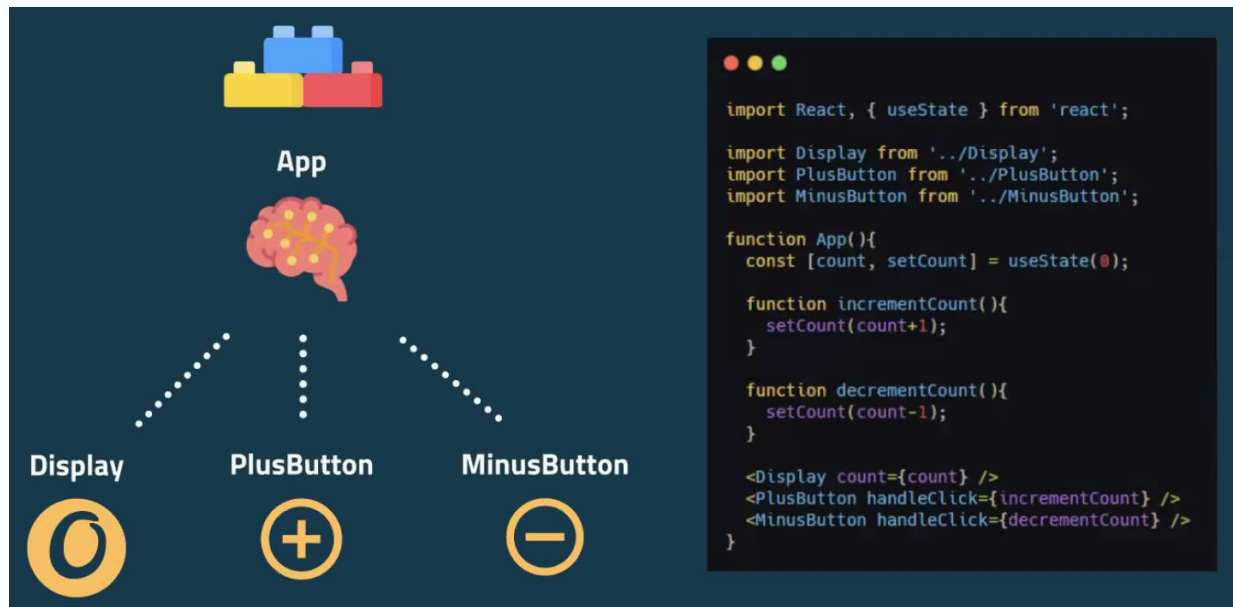 App
Display
PlusButton
MinusButton
import React, { useState } from 'react';
import Display from '../Display';
import PlusButton from '../PlusButton';
import MinusButton from '../MinusButton';
function App(){
const [count, setCount] = useState(0);
function incrementCount(){
setCount(count+1);
}
function decrementCount(){
setCount(count-1);
}
<Display count={count} />
<PlusButton handleClick={incrementCount} />
<MinusButton handleClick={decrementCount} />
}